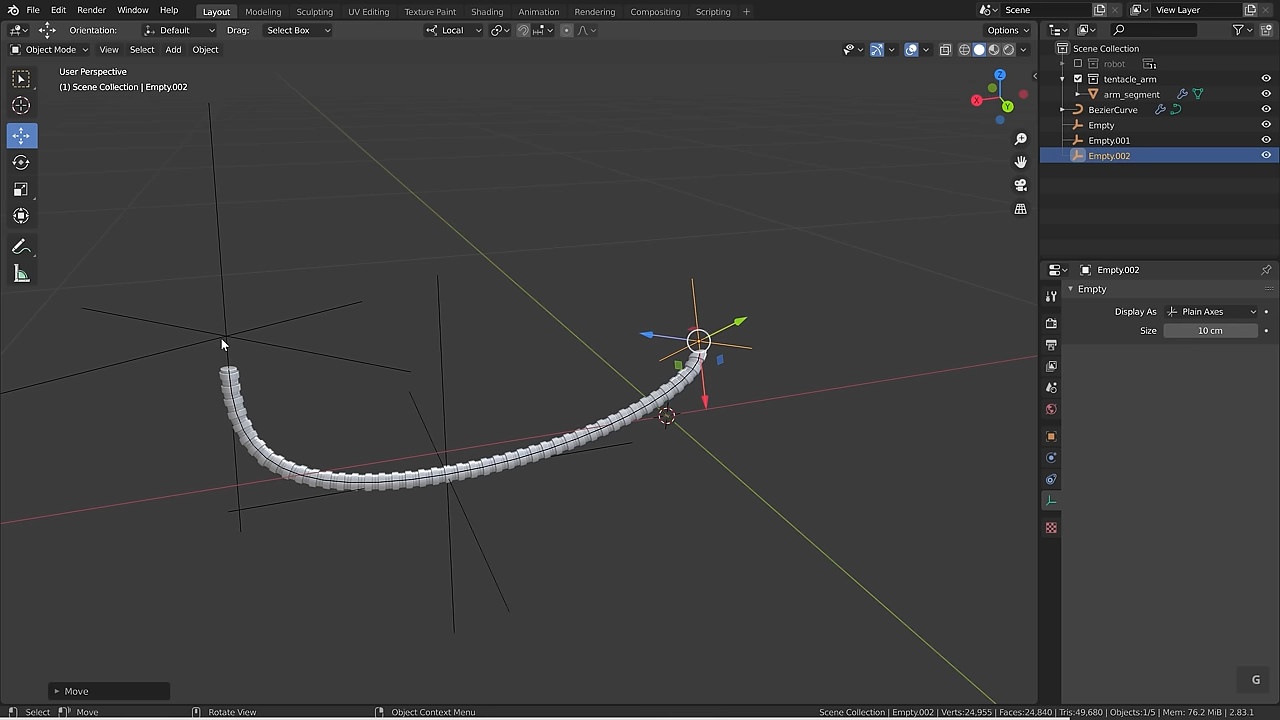 File Edit Render Window Help Layout Modeling Sculpting UV Editing Texture Paint Shading Animation Rendering Compositing Scripting Scene View Layer
Orientation: Default Drag: Select Box Local Options
Object Mode View Select Add Object
User Perspective
(1) Scene Collection | Empty.002
Z
X
Y
Scene Collection
robot
tentacle_arm
arm_segment
BezierCurve
Empty
Empty.001
Empty.002
Empty.002
Empty
Display As Plain Axes
Size 10 cm
G
Move
Select Move Rotate View Object Context Menu Scene Collection | Empty.002 | Verts:24,955 | Faces:24,840 | Tris:49,680 | Objects:1/5 | Mem: 76.2 MiB | 2.83.1